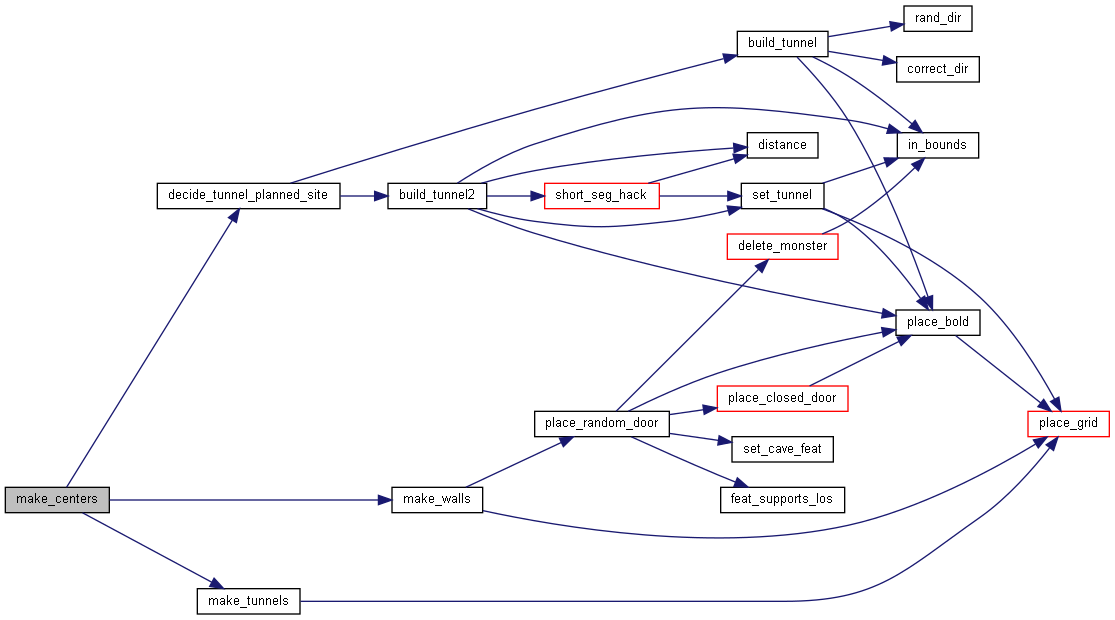 rand_dir
build_tunnel
correct_dir
distance
in_bounds
decide_tunnel_planned_site
build_tunnel2
short_seg_hack
set_tunnel
delete_monster
place_bold
place_closed_door
place_random_door
place_grid
set_cave_feat
make_centers
make_walls
feat_supports_los
make_tunnels